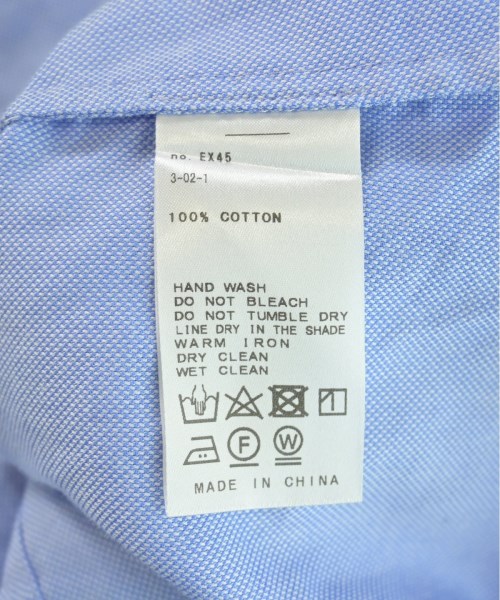 no. EX45
3-02-1
100% COTTON
HAND WASH
DO NOT BLEACH
DO NOT TUMBLE DRY
LINE DRY IN THE SHADE
WARM IRON
DRY CLEAN
WET CLEAN
F W
MADE IN CHINA